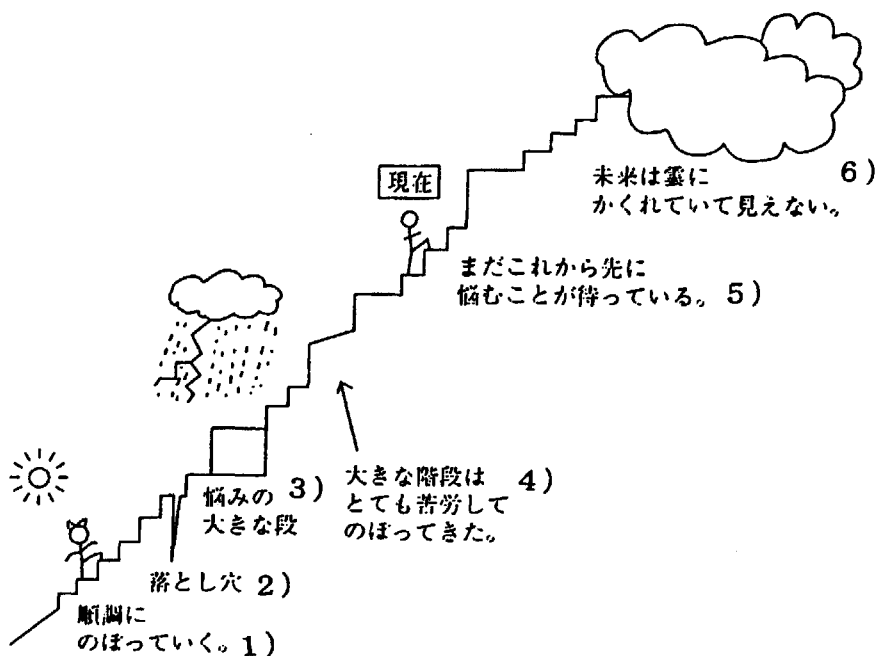 現在
未来は雲に 6)
かくれていて見えない。
まだこれから先に
悩むことが待っている。 5)
大きな階段は 4)
とても苦労して
のぼってきた。
悩みの 3)
大きな段
落とし穴 2)
順調に
のぼっていく。 1)